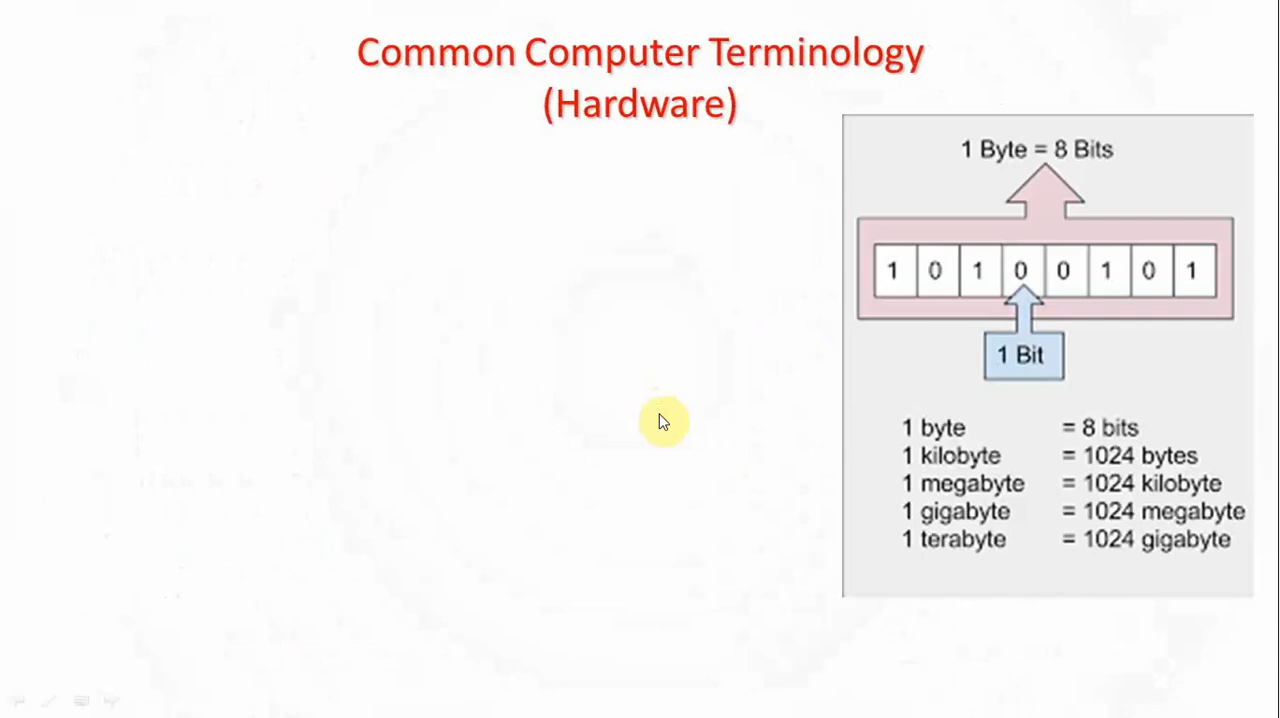 Common Computer Terminology
(Hardware)
1 Byte = 8 Bits
1 0 1 0 0 1 0 1
1 Bit
1 byte = 8 bits
1 kilobyte = 1024 bytes
1 megabyte = 1024 kilobyte
1 gigabyte = 1024 megabyte
1 terabyte = 1024 gigabyte